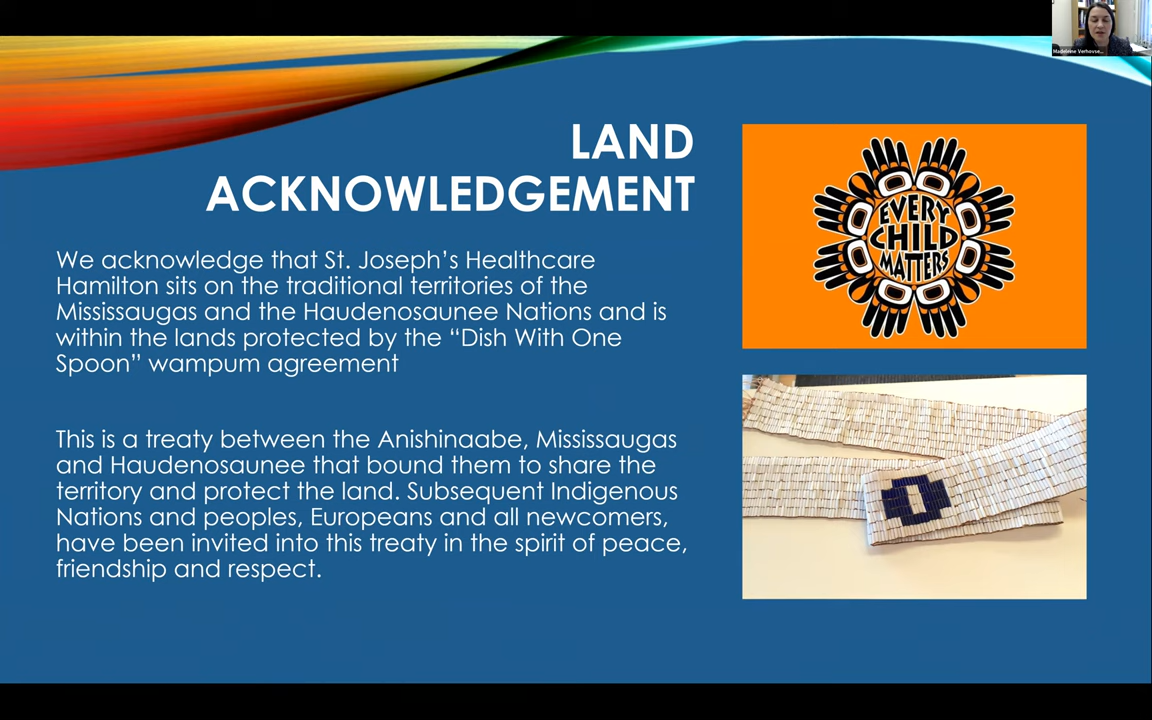 Madeleine Verhovse...
LAND
ACKNOWLEDGEMENT
We acknowledge that St. Joseph’s Healthcare
Hamilton sits on the traditional territories of the
Mississaugas and the Haudenosaunee Nations and is
within the lands protected by the “Dish With One
Spoon” wampum agreement
This is a treaty between the Anishinaabe, Mississaugas
and Haudenosaunee that bound them to share the
territory and protect the land. Subsequent Indigenous
Nations and peoples, Europeans and all newcomers,
have been invited into this treaty in the spirit of peace,
friendship and respect.
EVERY
CHILD
MATTERS